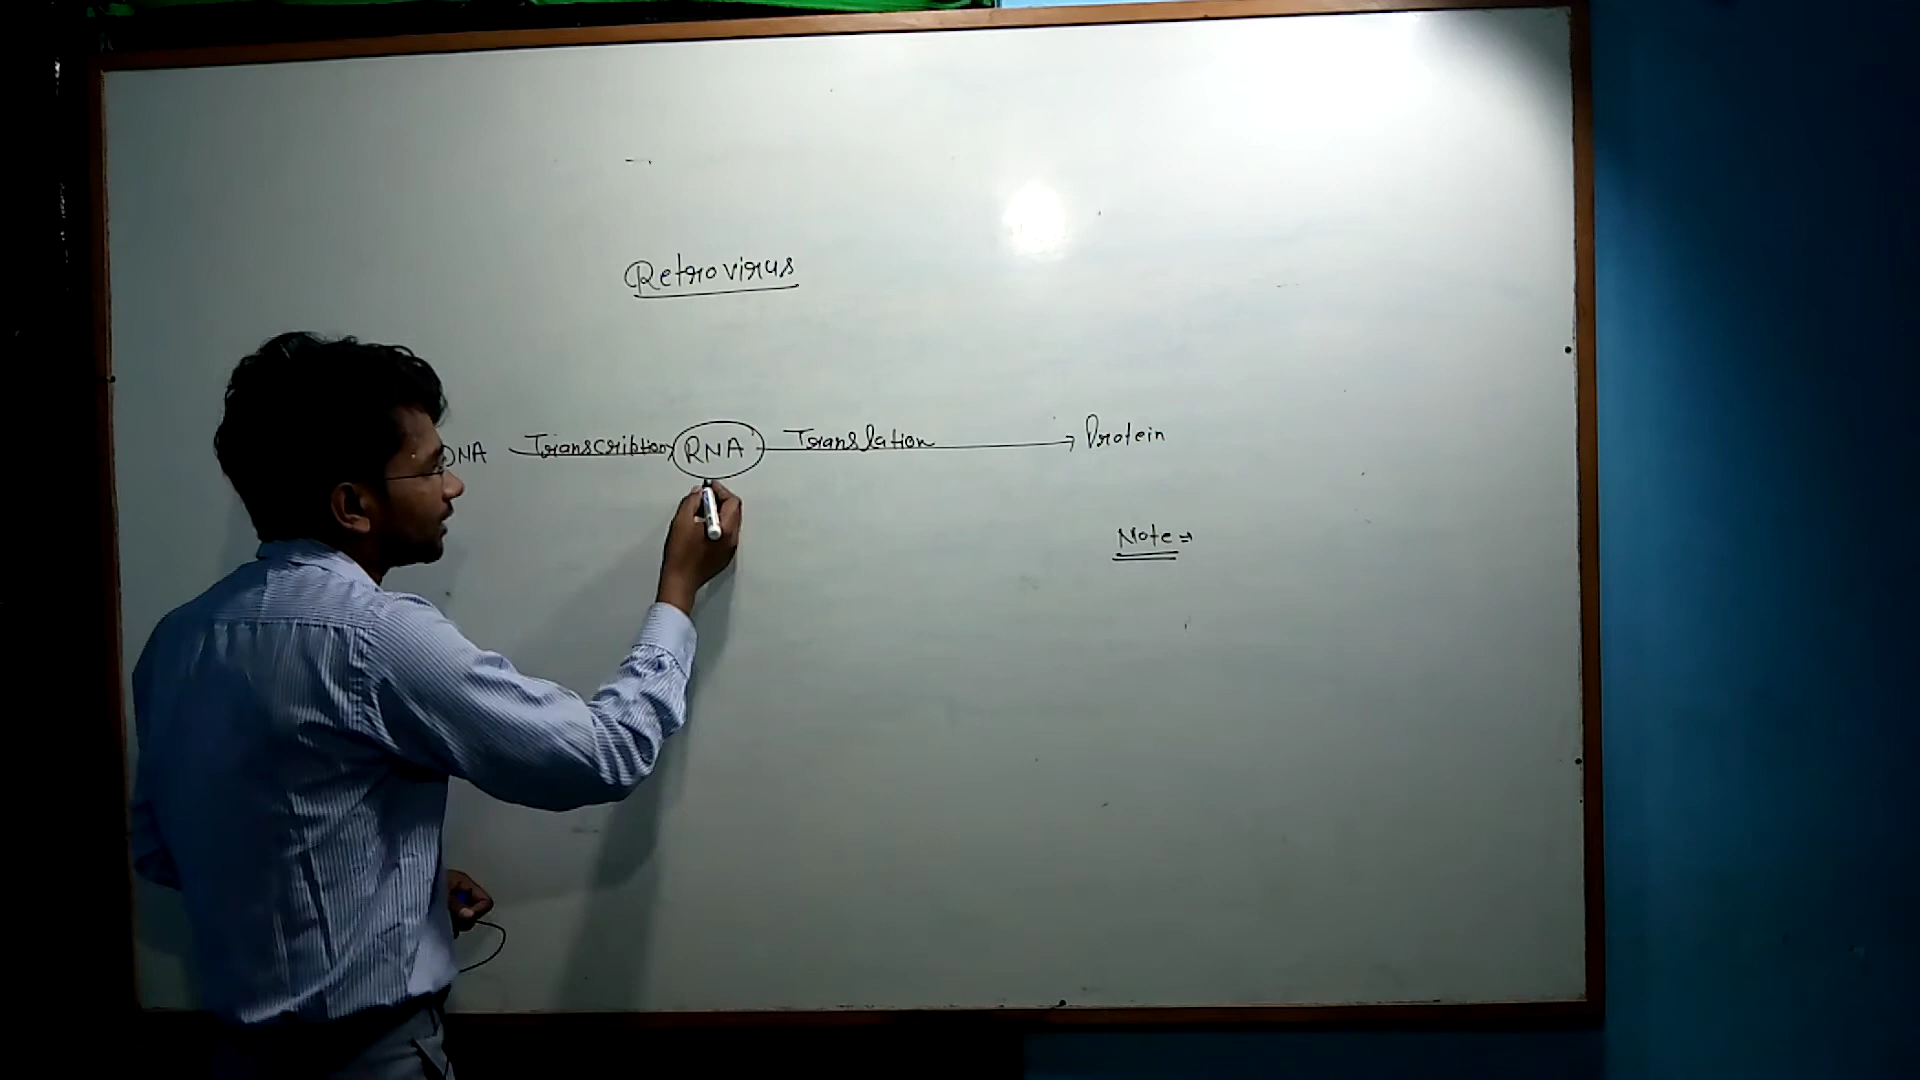 Retrovirus
DNA Transcription RNA Translation → Protein
Note ⇒